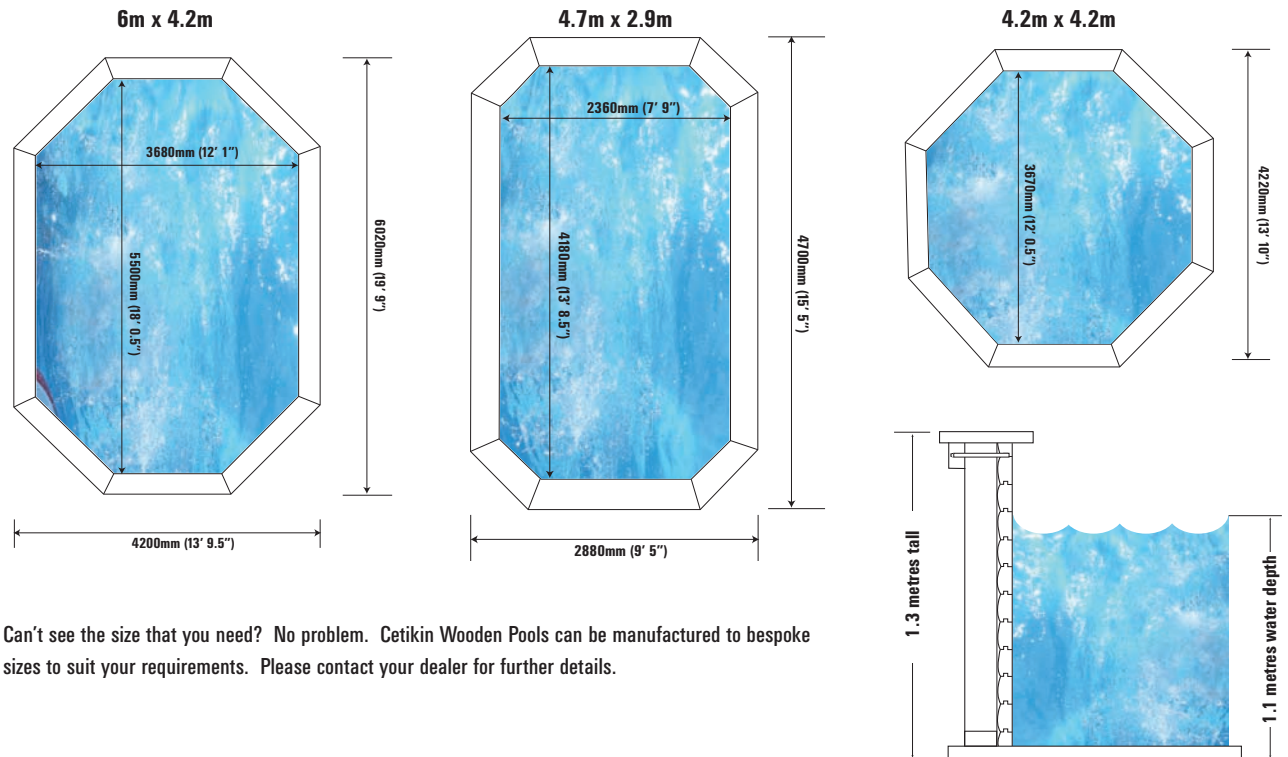 6m x 4.2m
3680mm (12' 1")
5500mm (18' 0.5")
6020mm (19' 9")
4200mm (13' 9.5")
4.7m x 2.9m
2360mm (7' 9")
4180mm (13' 8.5")
4700mm (15' 5")
2880mm (9' 5")
4.2m x 4.2m
3670mm (12' 0.5")
4220mm (13' 10")
1.3 metres tall
1.1 metres water depth
Can't see the size that you need?  No problem.  Cetikin Wooden Pools can be manufactured to bespoke
sizes to suit your requirements.  Please contact your dealer for further details.